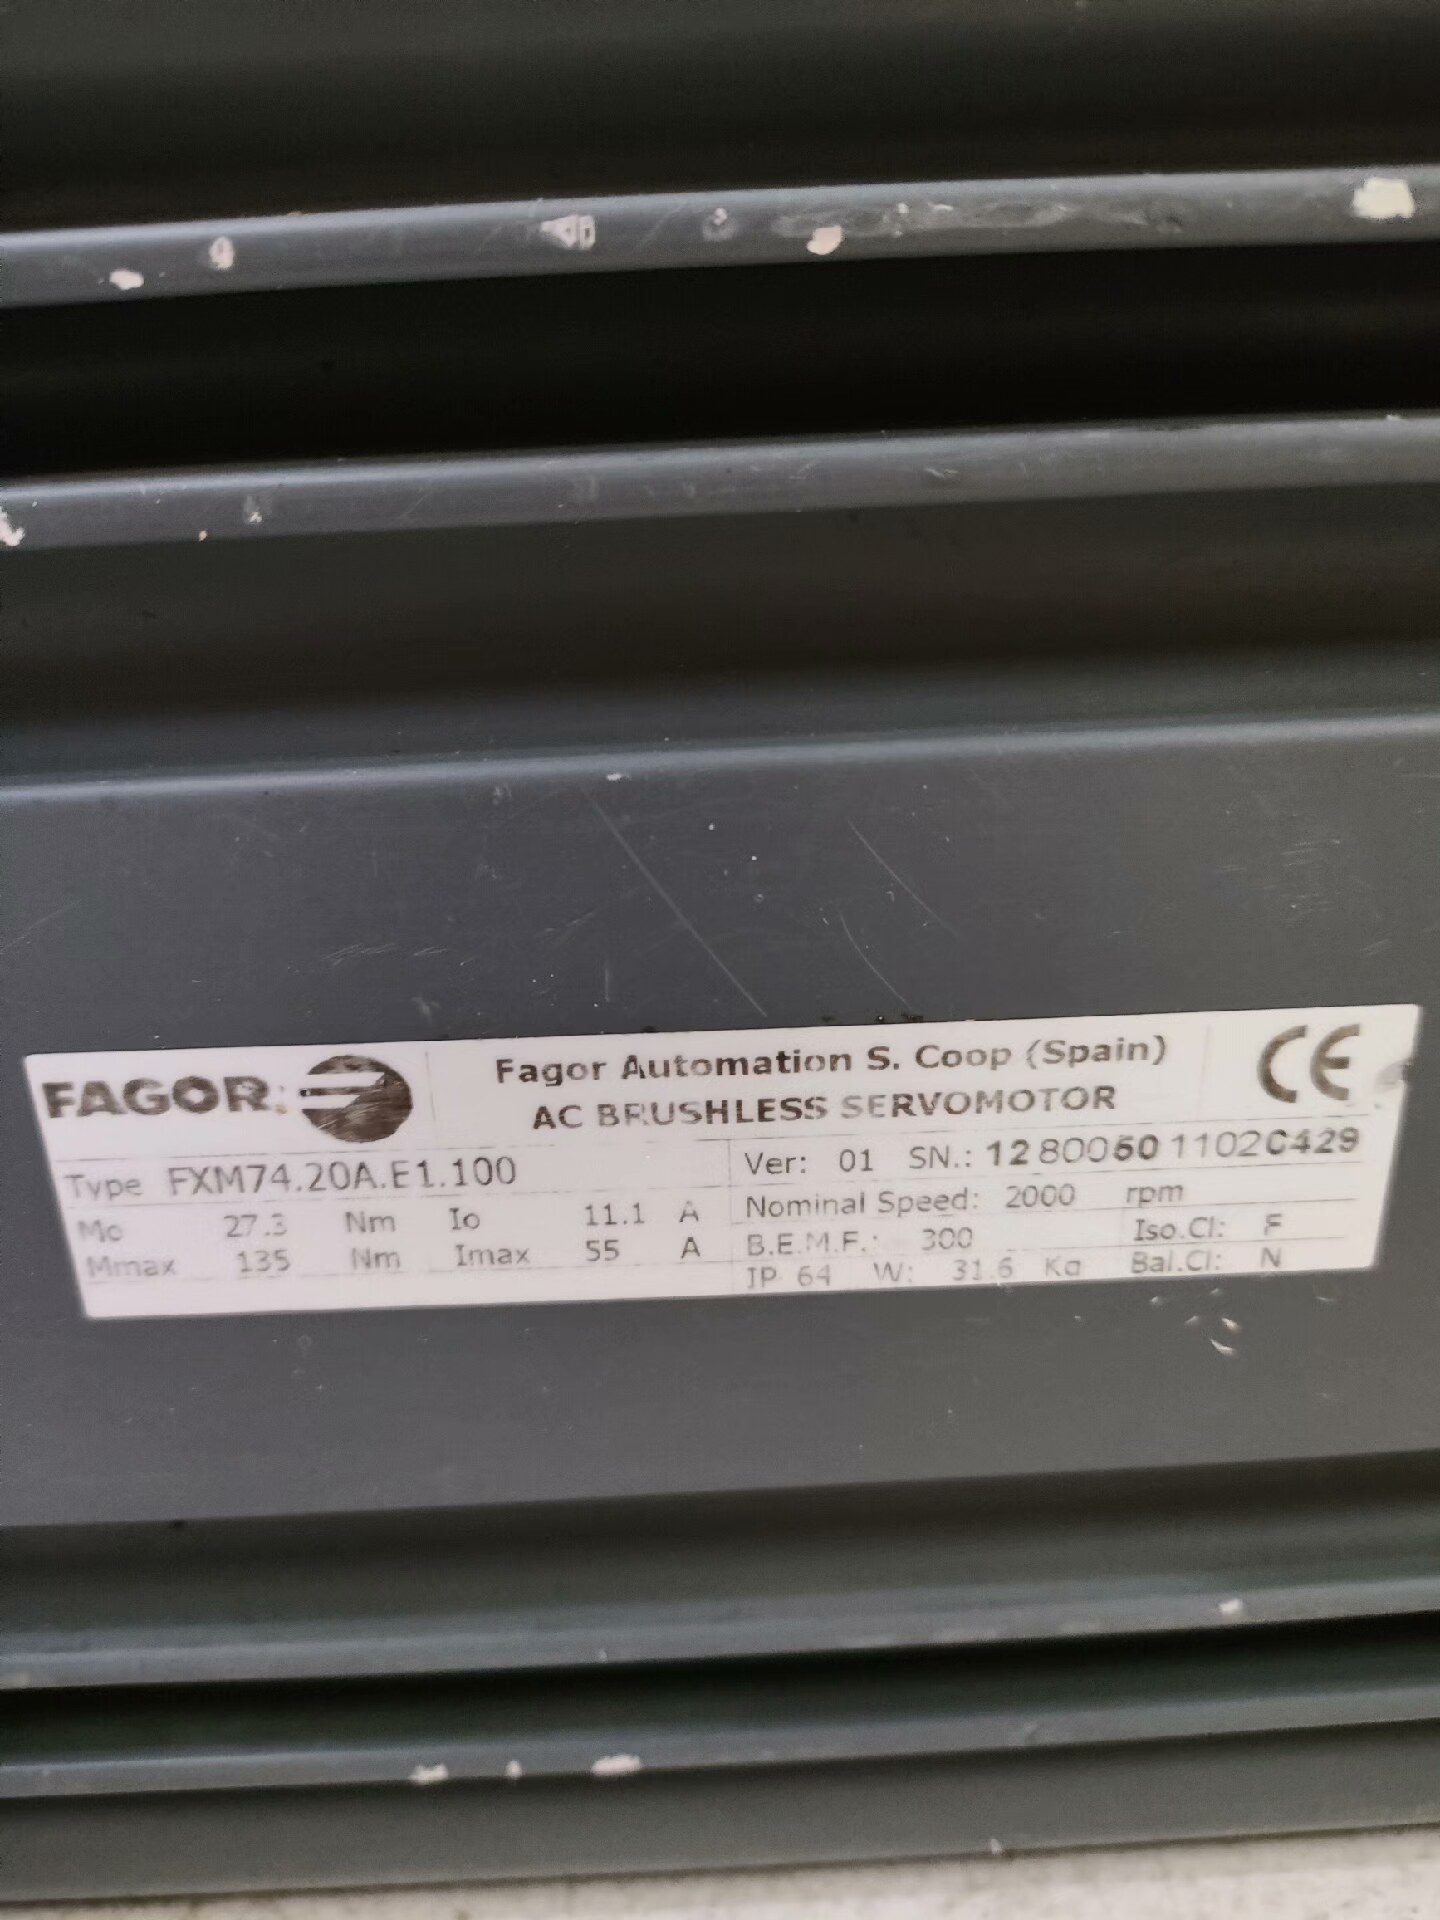 FAGOR
Fagor Automation S. Coop (Spain)
AC BRUSHLESS SERVOMOTOR
CE
Type FXM74.20A.E1.100
Ver: 01 SN.: 12800501102C429
Mo 27.3 Nm Io 11.1 A
Nominal Speed: 2000 rpm
Mmax 135 Nm Imax 55 A
B.E.M.F.: 300 Iso.Cl: F
IP 64 W: 31.6 Kg Bal.Cl: N